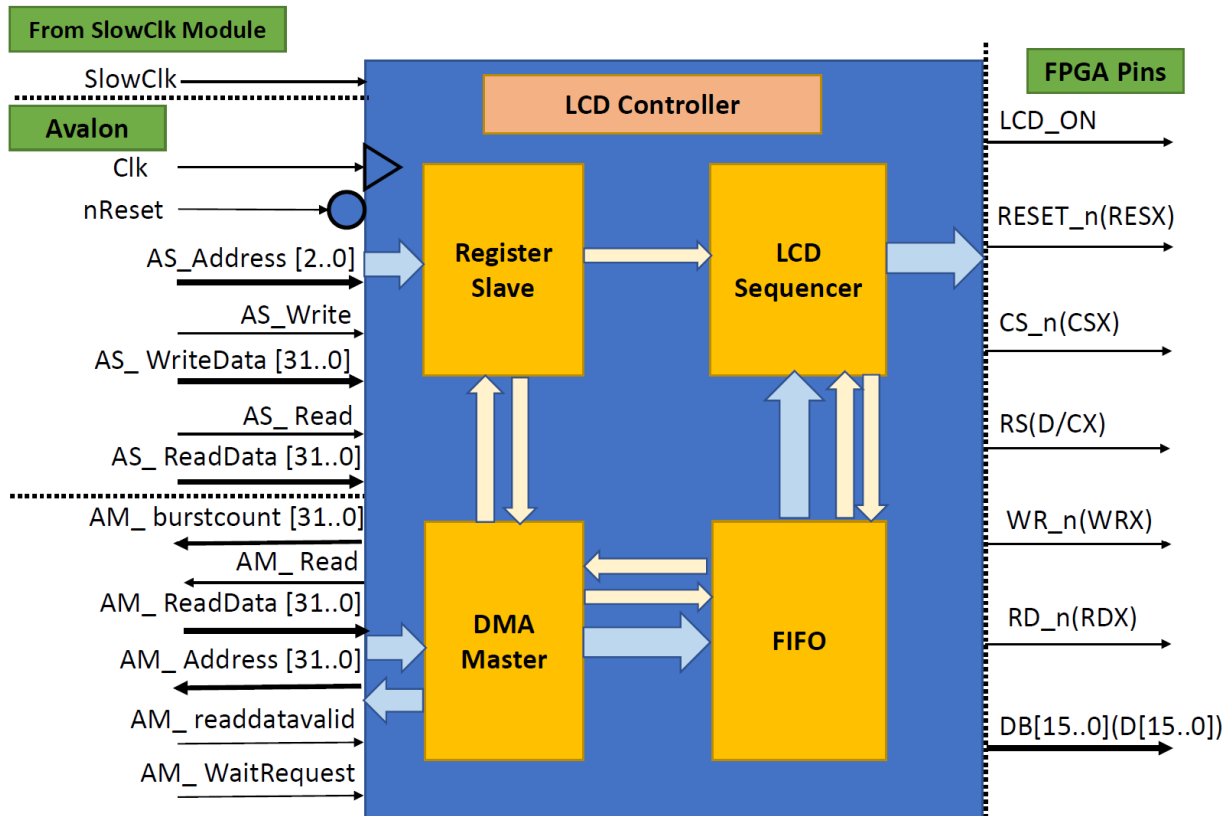 From SlowClk Module
SlowClk
Avalon
Clk
nReset
AS_Address [2..0]
AS_Write
AS_ WriteData [31..0]
AS_ Read
AS_ ReadData [31..0]
AM_ burstcount [31..0]
AM_ Read
AM_ ReadData [31..0]
AM_ Address [31..0]
AM_ readdatavalid
AM_ WaitRequest
LCD Controller
Register
Slave
LCD
Sequencer
DMA
Master
FIFO
FPGA Pins
LCD_ON
RESET_n(RESX)
CS_n(CSX)
RS(D/CX)
WR_n(WRX)
RD_n(RDX)
DB[15..0](D[15..0])